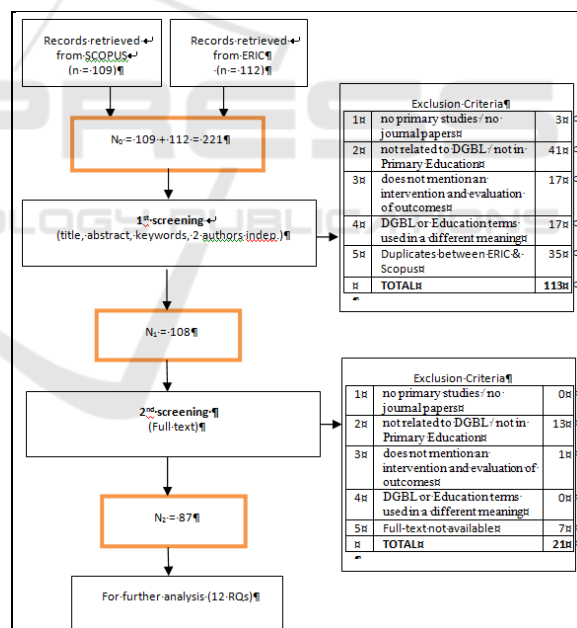 Records·retrieved·↵
from·SCOPUS↵
(n·=·109)¶
Records·retrieved·
from·ERIC¶
·(n·=·112)¶
N₀·=·109·+·112·=·221¶
1st·screening·↵
(title,·abstract,·keywords,·2·authors·indep.)¶
N₁·=·108¶
2nd·screening·¶
(Full·text)¶
N₂·=·87¶
For·further·analysis·(12·RQs)¶
Exclusion·Criteria¶
1¤ no·primary·studies·/·no·journal·papers¤ 3¤
2¤ not·related·to·DGBL·/·not·in·Primary·Education¤ 41¤
3¤ does·not·mention·an·intervention·and·evaluation·of·outcomes¤ 17¤
4¤ DGBL·or·Education·terms·used·in·a·different·meaning¤ 17¤
5¤ Duplicates·between·ERIC·&·Scopus¤ 35¤
¤ TOTAL¤ 113¤
¶
Exclusion·Criteria¶
1¤ no·primary·studies·/·no·journal·papers¤ 0¤
2¤ not·related·to·DGBL·/·not·in·Primary·Education¤ 13¤
3¤ does·not·mention·an·intervention·and·evaluation·of·outcomes¤ 1¤
4¤ DGBL·or·Education·terms·used·in·a·different·meaning¤ 0¤
5¤ Full-text·not·available¤ 7¤
¤ TOTAL¤ 21¤
¶
PRESS
OLOGY PUBLICATIONS